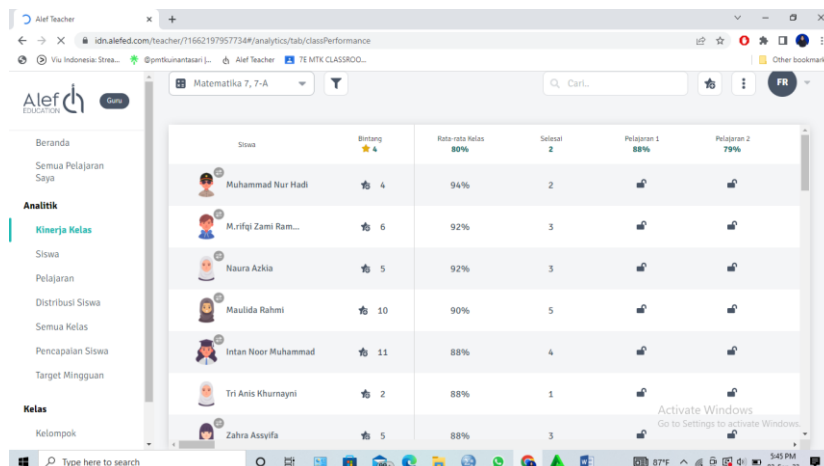 Alef Teacher
idn.alefed.com/teacher/?1662197957734#/analytics/tab/classPerformance
Viu Indonesia: Strea... @pmtkuinantasari |... Alef Teacher 7E MTK CLASSROO... Other bookmark
Alef EDUCATION
Guru
Matematika 7, 7-A
Cari..
FR
Beranda
Semua Pelajaran
Saya
Analitik
Kinerja Kelas
Siswa
Pelajaran
Distribusi Siswa
Semua Kelas
Pencapaian Siswa
Target Mingguan
Kelas
Kelompok
Siswa Bintang Rata-rata Kelas Selesai Pelajaran 1 Pelajaran 2
4 80% 2 88% 79%
Muhammad Nur Hadi 4 94% 2
M.rifqi Zami Ram... 6 92% 3
Naura Azkia 5 92% 3
Maulida Rahmi 10 90% 5
Intan Noor Muhammad 11 88% 4
Tri Anis Khurnayni 2 88% 1
Zahra Assyifa 5 88% 3
Activate Windows
Go to Settings to activate Windows.
Type here to search
87°F
5:45 PM